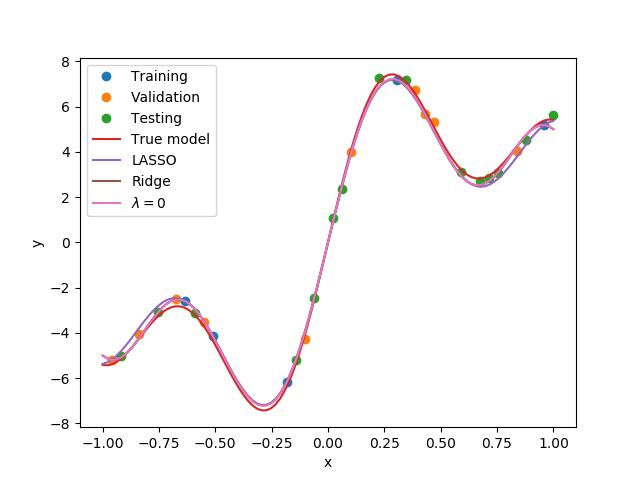 8
6
4
2
0
−2
−4
−6
−8
y
Training
Validation
Testing
True model
LASSO
Ridge
λ = 0
−1.00 −0.75 −0.50 −0.25 0.00 0.25 0.50 0.75 1.00
x